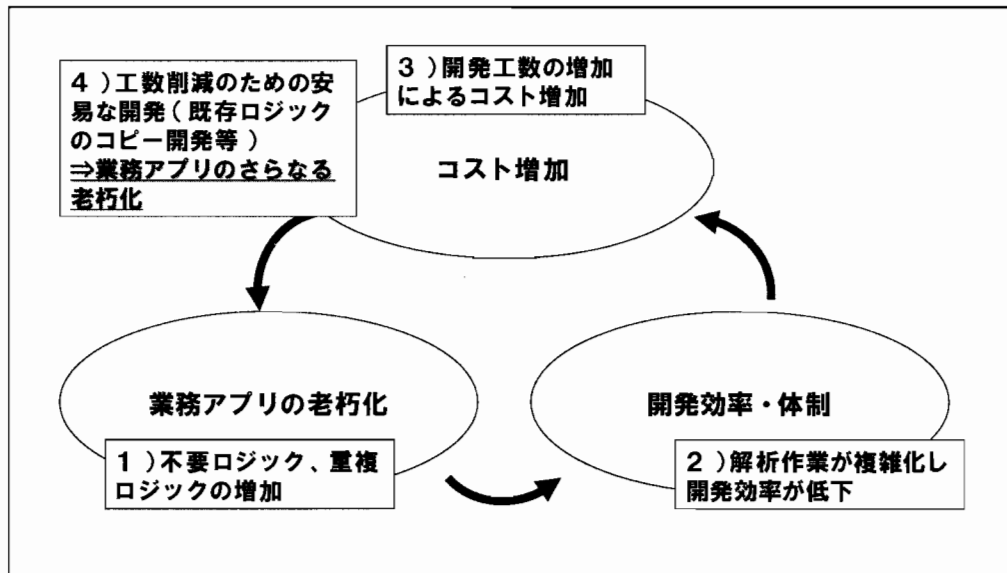 4 )工数削減のための安
易な開発(既存ロジック
のコピー開発等)
⇒業務アプリのさらなる
老朽化
3 )開発工数の増加
によるコスト増加
コスト増加
業務アプリの老朽化
1 )不要ロジック、重複
ロジックの増加
開発効率・体制
2 )解析作業が複雑化し
開発効率が低下